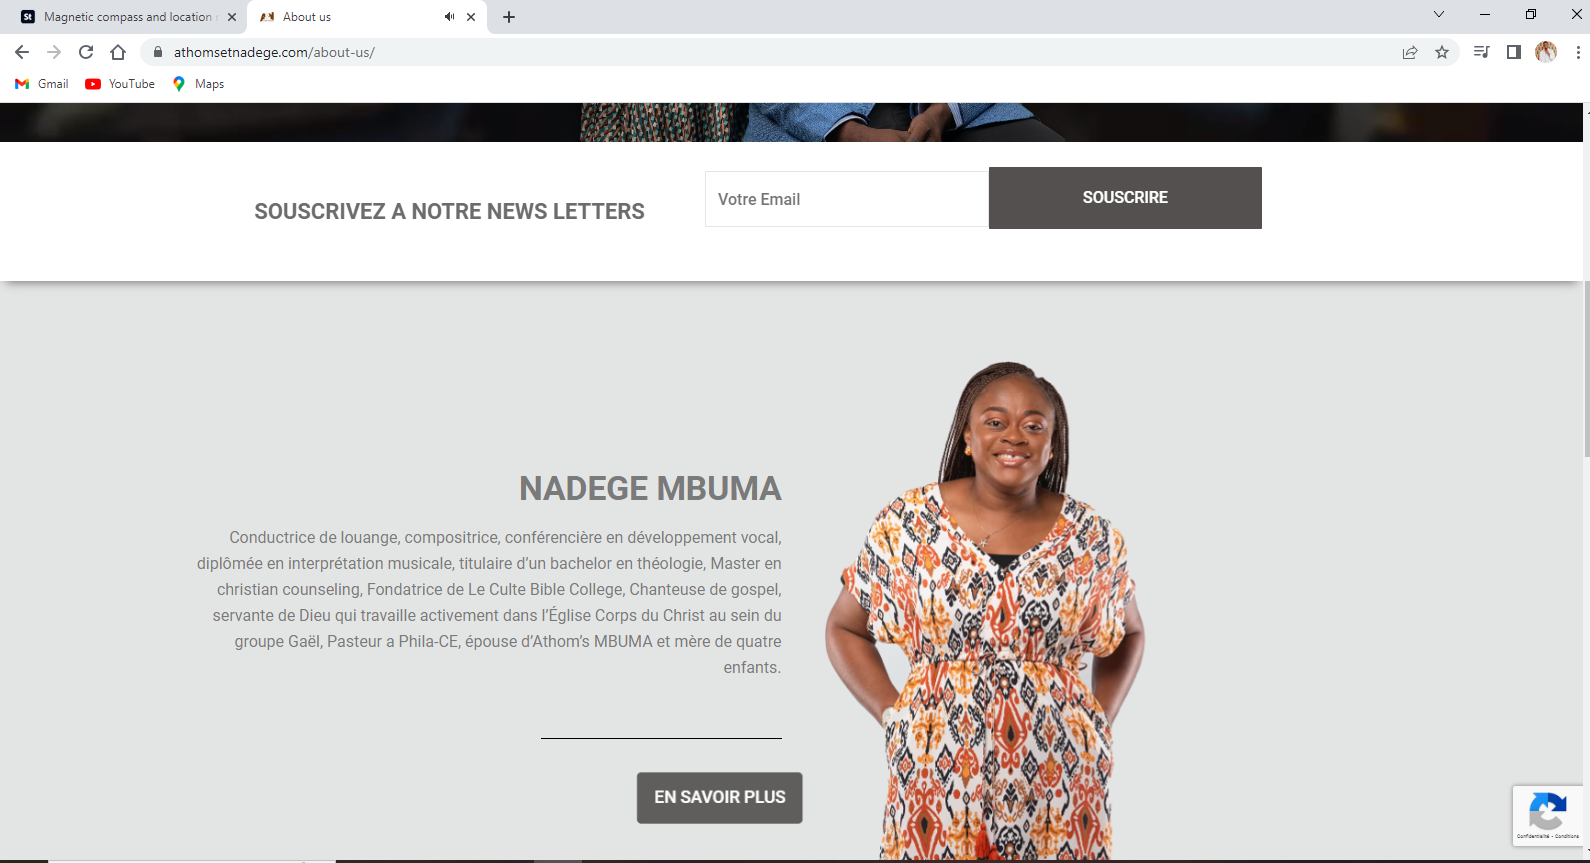 St
Magnetic compass and location
About us
athomsetnadege.com/about-us/
Gmail
YouTube
Maps
SOUSCRIVEZ A NOTRE NEWS LETTERS
Votre Email
SOUSCRIRE
NADEGE MBUMA
Conductrice de louange, compositrice, conférencière en développement vocal,
diplômée en interprétation musicale, titulaire d’un bachelor en théologie, Master en
christian counseling, Fondatrice de Le Culte Bible College, Chanteuse de gospel,
servante de Dieu qui travaille activement dans l’Église Corps du Christ au sein du
groupe Gaël, Pasteur a Phila-CE, épouse d’Athom’s MBUMA et mère de quatre
enfants.
EN SAVOIR PLUS
Confidentialité - Conditions